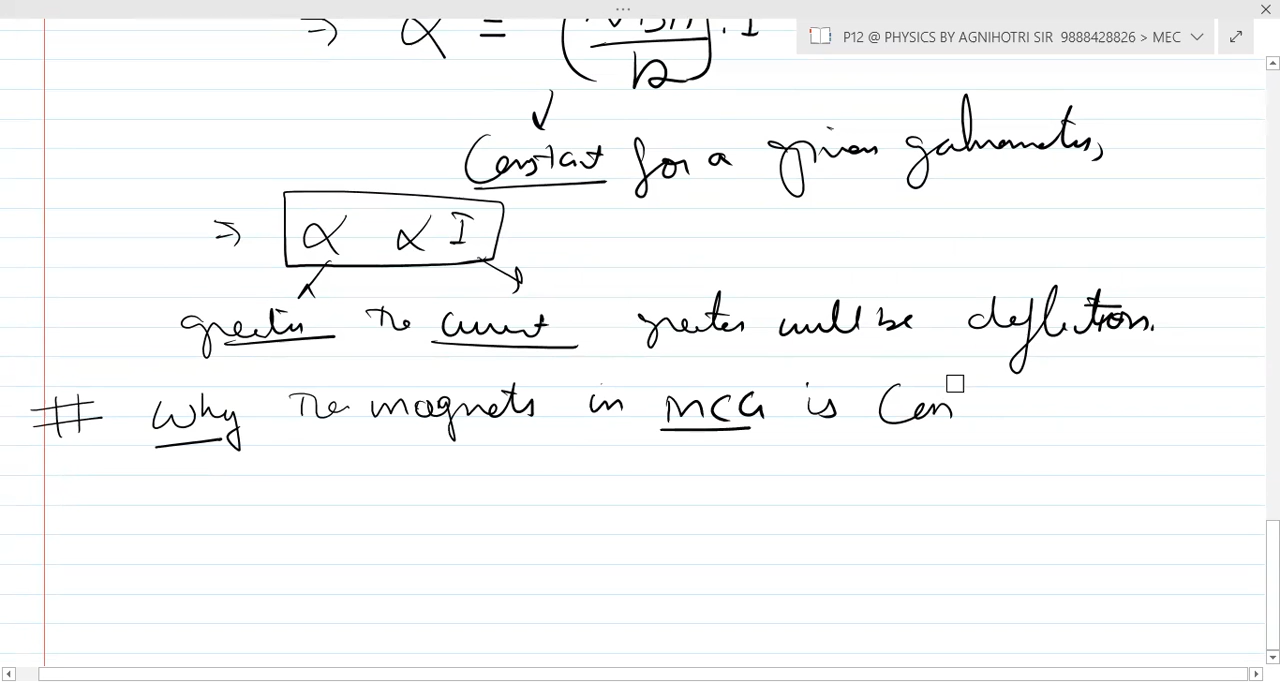 P12 @ PHYSICS BY AGNIHOTRI SIR 9888428826 > MEC
⇒ α = ( / k ) . I
Constant for a given galvanometer,
⇒ α ∝ I
greater the current greater will be deflection.
# Why The magnets in MCG is Con